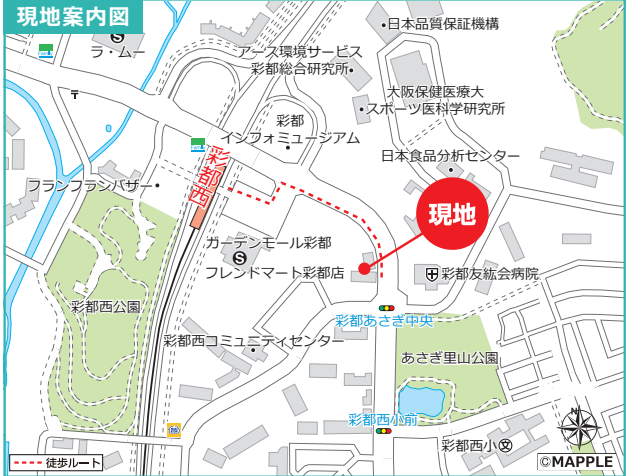 現地案内図
ラ・ムー
日本品質保証機構
アース環境サービス
彩都総合研究所
大阪保健医療大
スポーツ医科学研究所
彩都
インフォミュージアム
日本食品分析センター
彩都西
フランフランバザー
現地
ガーデンモール彩都
フレンドマート彩都店
彩都友紘会病院
彩都西公園
彩都あさぎ中央
彩都西コミュニティセンター
あさぎ里山公園
彩都西小前
彩都西小
文
N
徒歩ルート
©MAPPLE